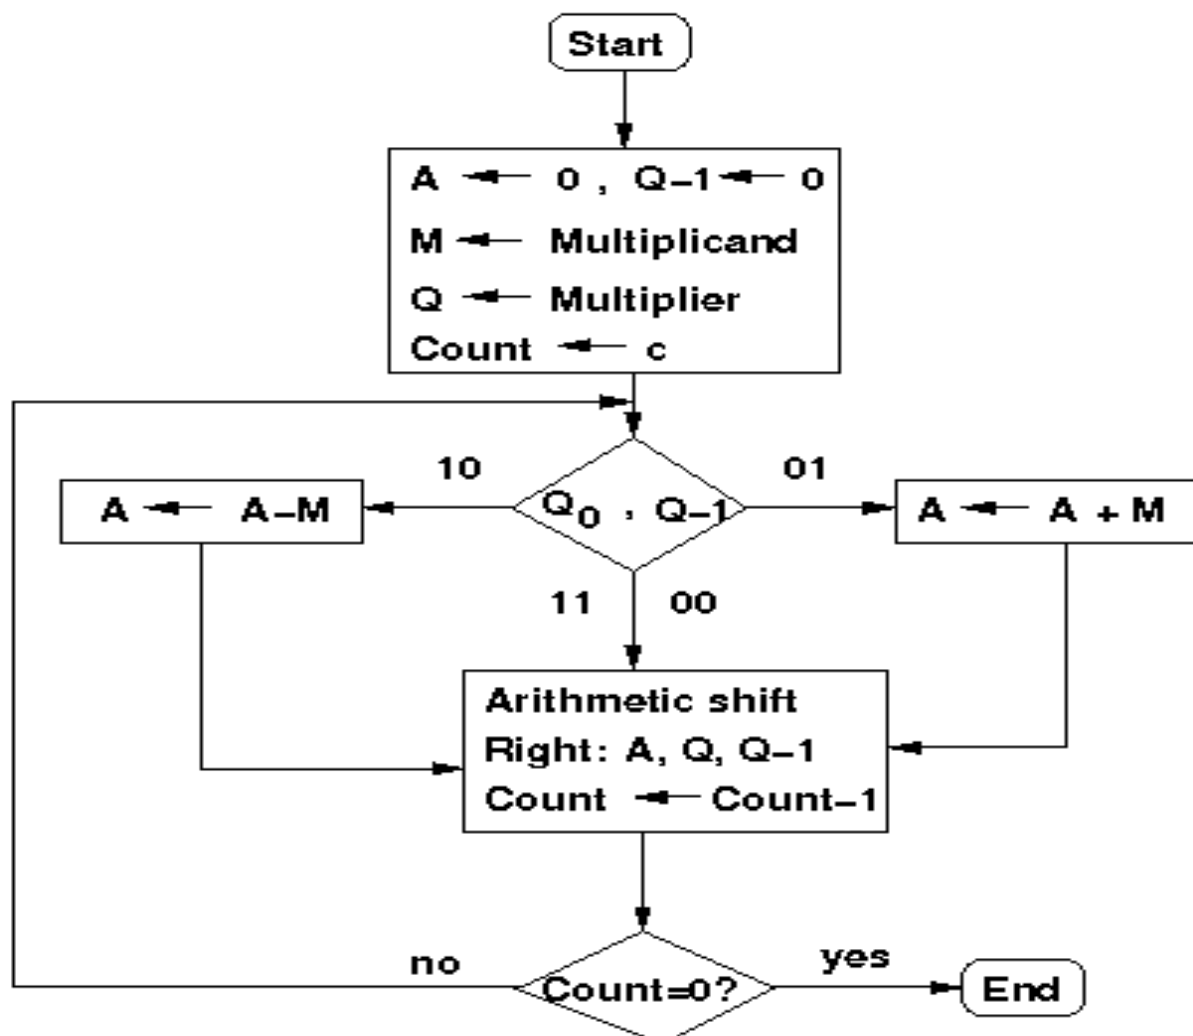 Start
A ← 0 , Q-1 ← 0
M ← Multiplicand
Q ← Multiplier
Count ← c
10
01
A ← A-M
Q0 , Q-1
A ← A + M
11
00
Arithmetic shift
Right: A, Q, Q-1
Count ← Count-1
no
yes
Count=0?
End